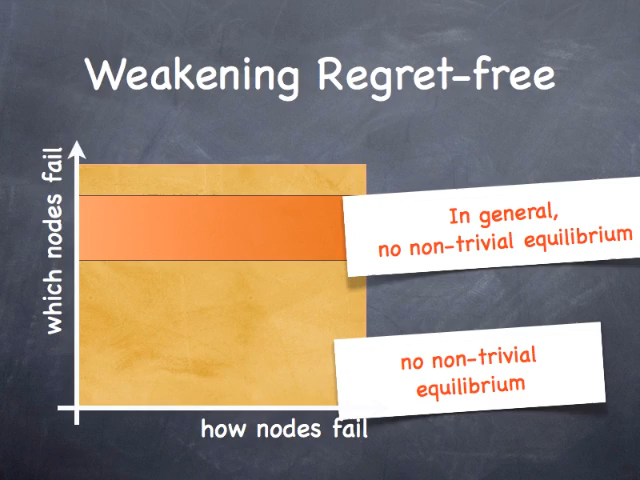 Weakening Regret-free
which nodes fail
In general,
no non-trivial equilibrium
no non-trivial
equilibrium
how nodes fail